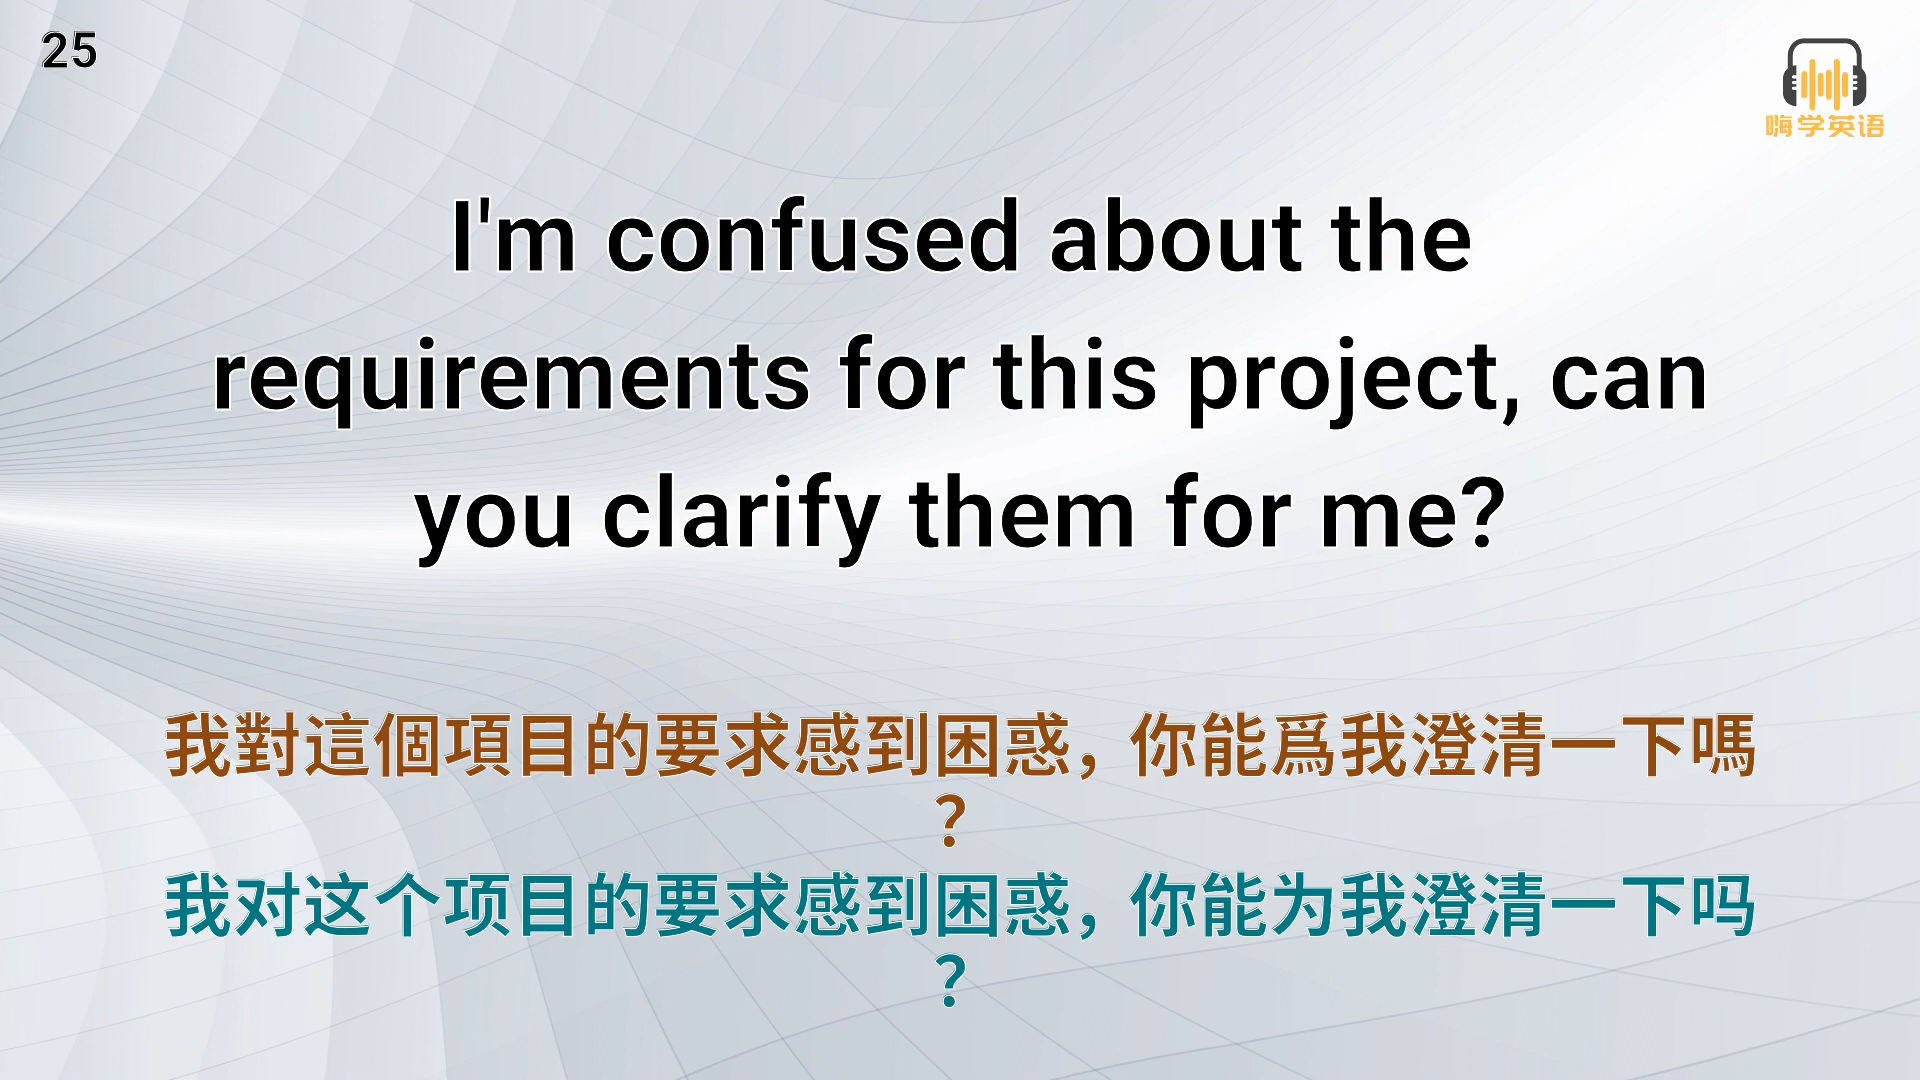 25
嗨学英语
I'm confused about the
requirements for this project, can
you clarify them for me?
我對這個項目的要求感到困惑，你能爲我澄清一下嗎
？
我对这个项目的要求感到困惑，你能为我澄清一下吗
？